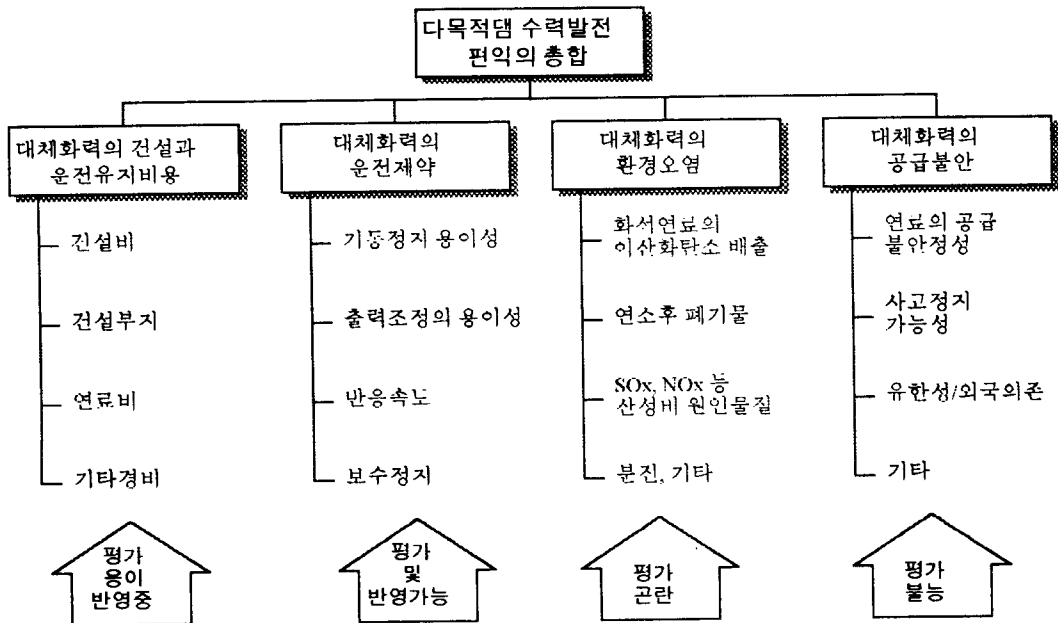 다목적댐 수력발전
편익의 총합
대체화력의 건설과
운전유지비용
건설비
건설부지
연료비
기타경비
평가
용이
반영중
대체화력의
운전제약
기동정지 용이성
출력조정의 용이성
반응속도
보수정지
평가
및
반영가능
대체화력의
환경오염
화석연료의
이산화탄소 배출
연소후 폐기물
SOx, NOx 등
산성비 원인물질
분진, 기타
평가
곤란
대체화력의
공급불안
연료의 공급
불안정성
사고정지
가능성
유한성/외국의존
기타
평가
불능